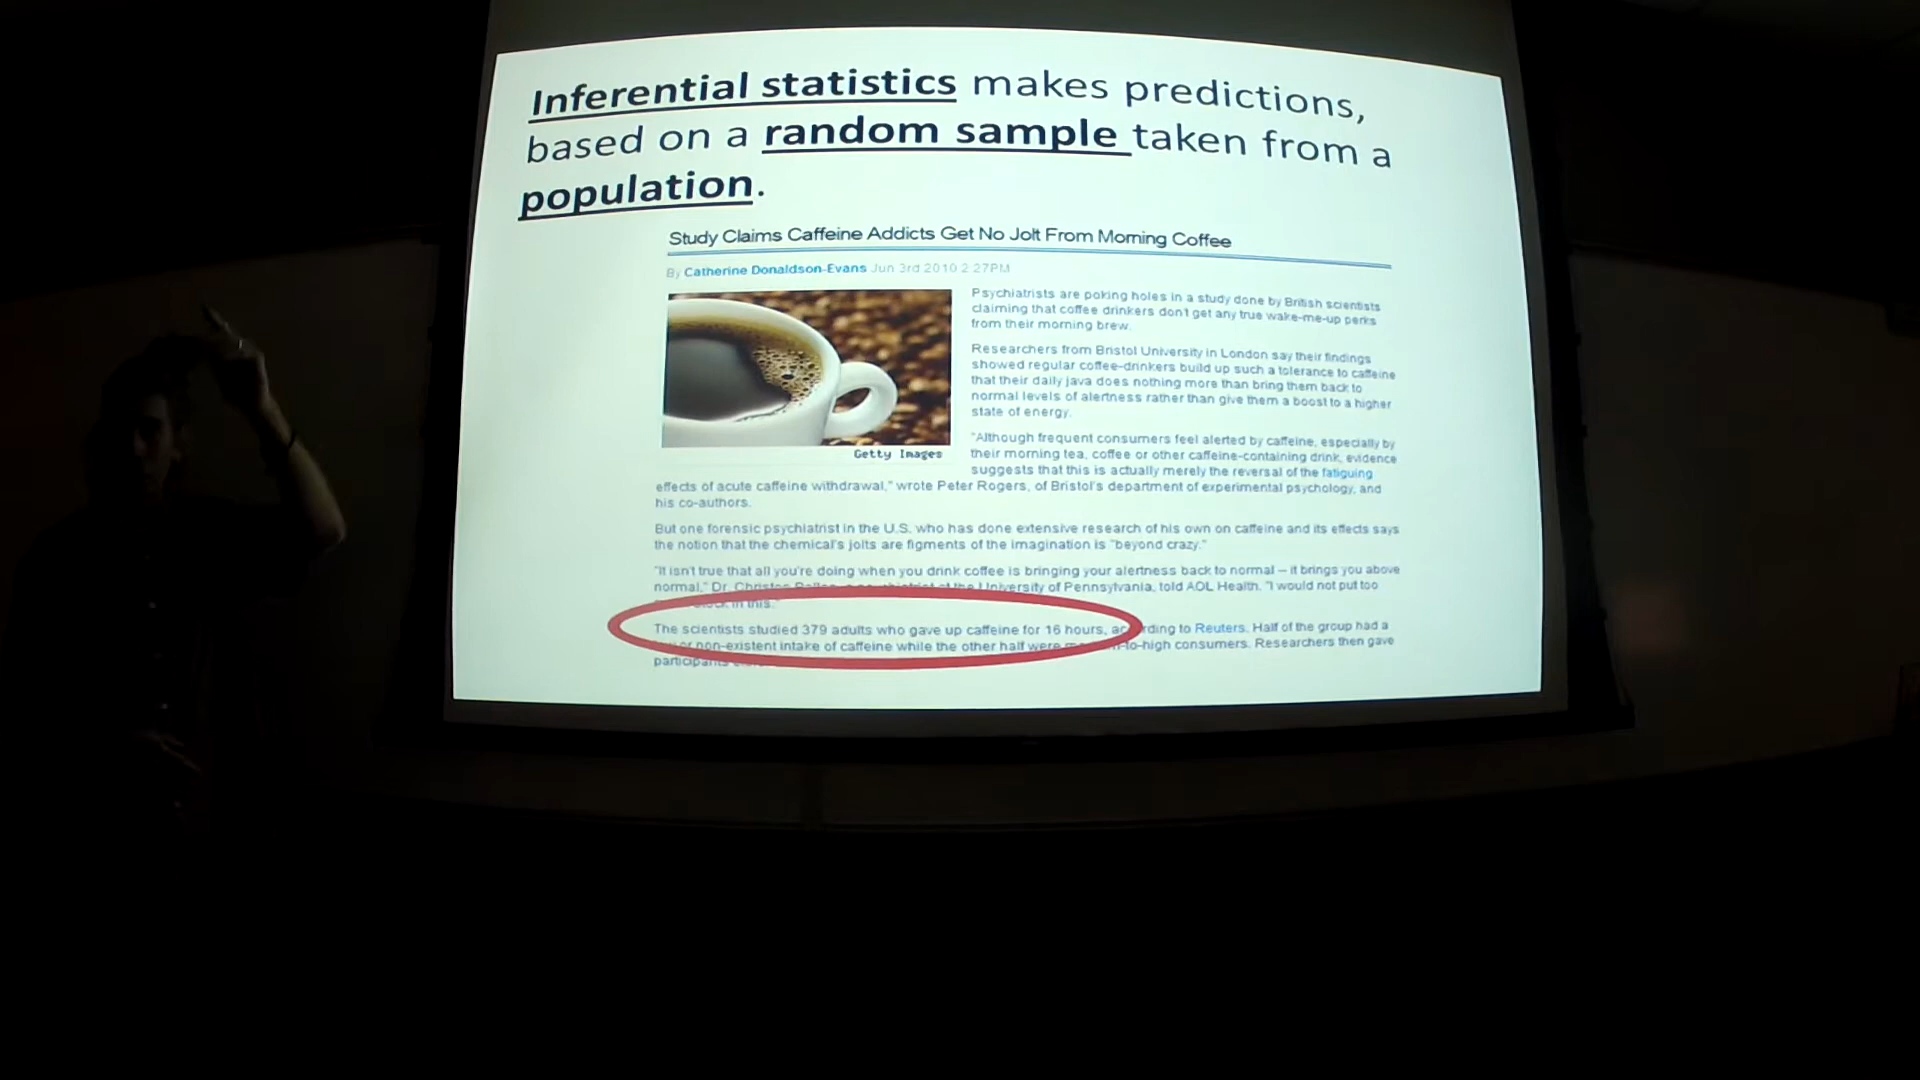 Inferential statistics makes predictions,
based on a random sample taken from a
population.
Study Claims Caffeine Addicts Get No Jolt From Morning Coffee
By Catherine Donaldson-Evans Jun 3rd 2010 2:27PM
Psychiatrists are poking holes in a study done by British scientists
claiming that coffee drinkers don't get any true wake-me-up perks
from their morning brew.
Researchers from Bristol University in London say their findings
showed regular coffee-drinkers build up such a tolerance to caffeine
that their daily java does nothing more than bring them back to
normal levels of alertness rather than give them a boost to a higher
state of energy.
"Although frequent consumers feel alerted by caffeine, especially by
their morning tea, coffee or other caffeine-containing drink, evidence
suggests that this is actually merely the reversal of the fatiguing
Getty Images
effects of acute caffeine withdrawal," wrote Peter Rogers, of Bristol's department of experimental psychology, and
his co-authors.
But one forensic psychiatrist in the U.S. who has done extensive research of his own on caffeine and its effects says
the notion that the chemical's jolts are figments of the imagination is "beyond crazy."
"It isn't true that all you're doing when you drink coffee is bringing your alertness back to normal – it brings you above
normal," Dr. at the University of Pennsylvania, told AOL Health. "I would not put too
in this."
The scientists studied 379 adults who gave up caffeine for 16 hours, according to Reuters. Half of the group had a
or non-existent intake of caffeine while the other half were -to-high consumers. Researchers then gave
participants